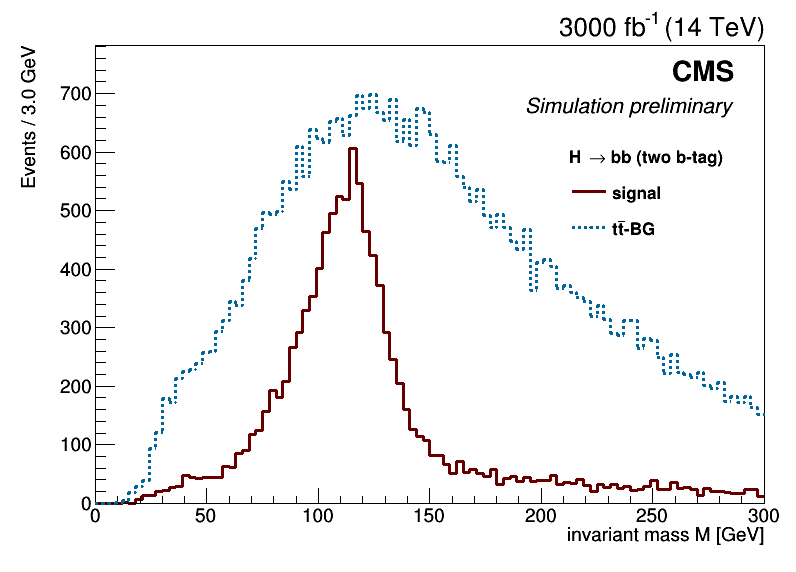 3000 fb-1 (14 TeV)
CMS
Simulation preliminary
H → bb (two b-tag)
signal
tt̄-BG
Events / 3.0 GeV
700
600
500
400
300
200
100
0
0 50 100 150 200 250 300
invariant mass M [GeV]